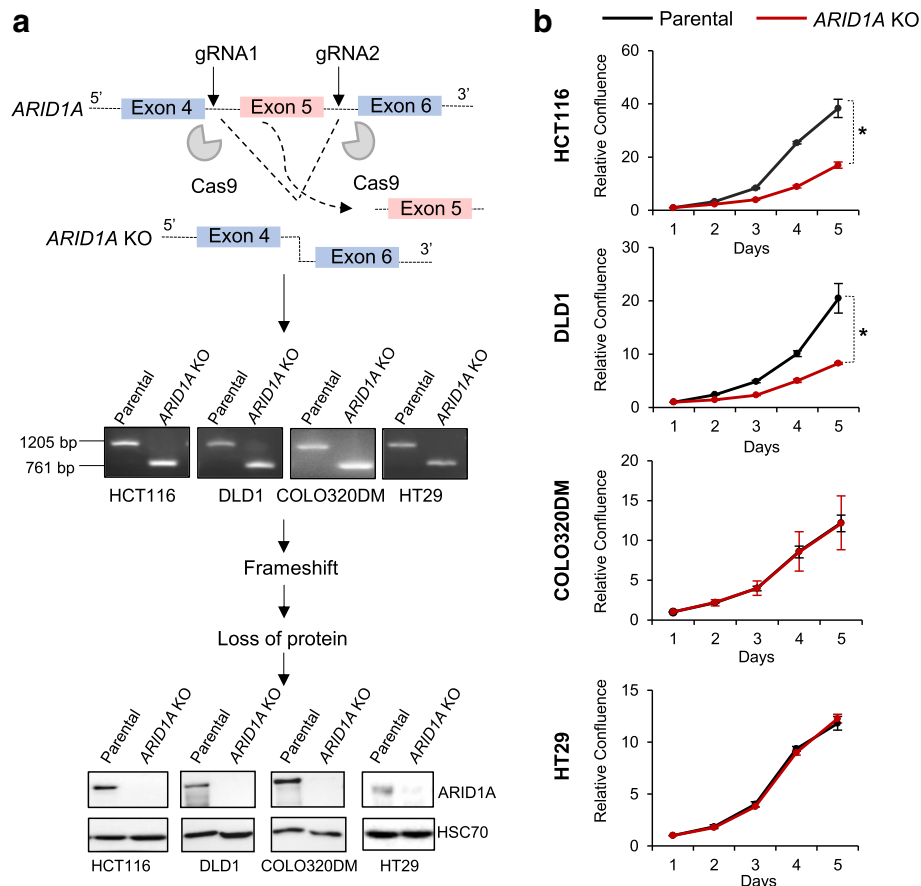 a
gRNA1 gRNA2
ARID1A 5’ Exon 4 Exon 5 Exon 6 3’
Cas9 Cas9
Exon 5
ARID1A KO 5’ Exon 4 Exon 6 3’
Parental ARID1A KO Parental ARID1A KO Parental ARID1A KO Parental ARID1A KO
1205 bp
761 bp
HCT116 DLD1 COLO320DM HT29
Frameshift
Loss of protein
Parental ARID1A KO Parental ARID1A KO Parental ARID1A KO Parental ARID1A KO
ARID1A
HSC70
HCT116 DLD1 COLO320DM HT29
b
Parental ARID1A KO
HCT116
Relative Confluence
60
40
20
0
*
1 2 3 4 5
Days
DLD1
Relative Confluence
30
20
10
0
*
1 2 3 4 5
Days
COLO320DM
Relative Confluence
20
15
10
5
0
1 2 3 4 5
Days
HT29
Relative Confluence
15
10
5
0
1 2 3 4 5
Days